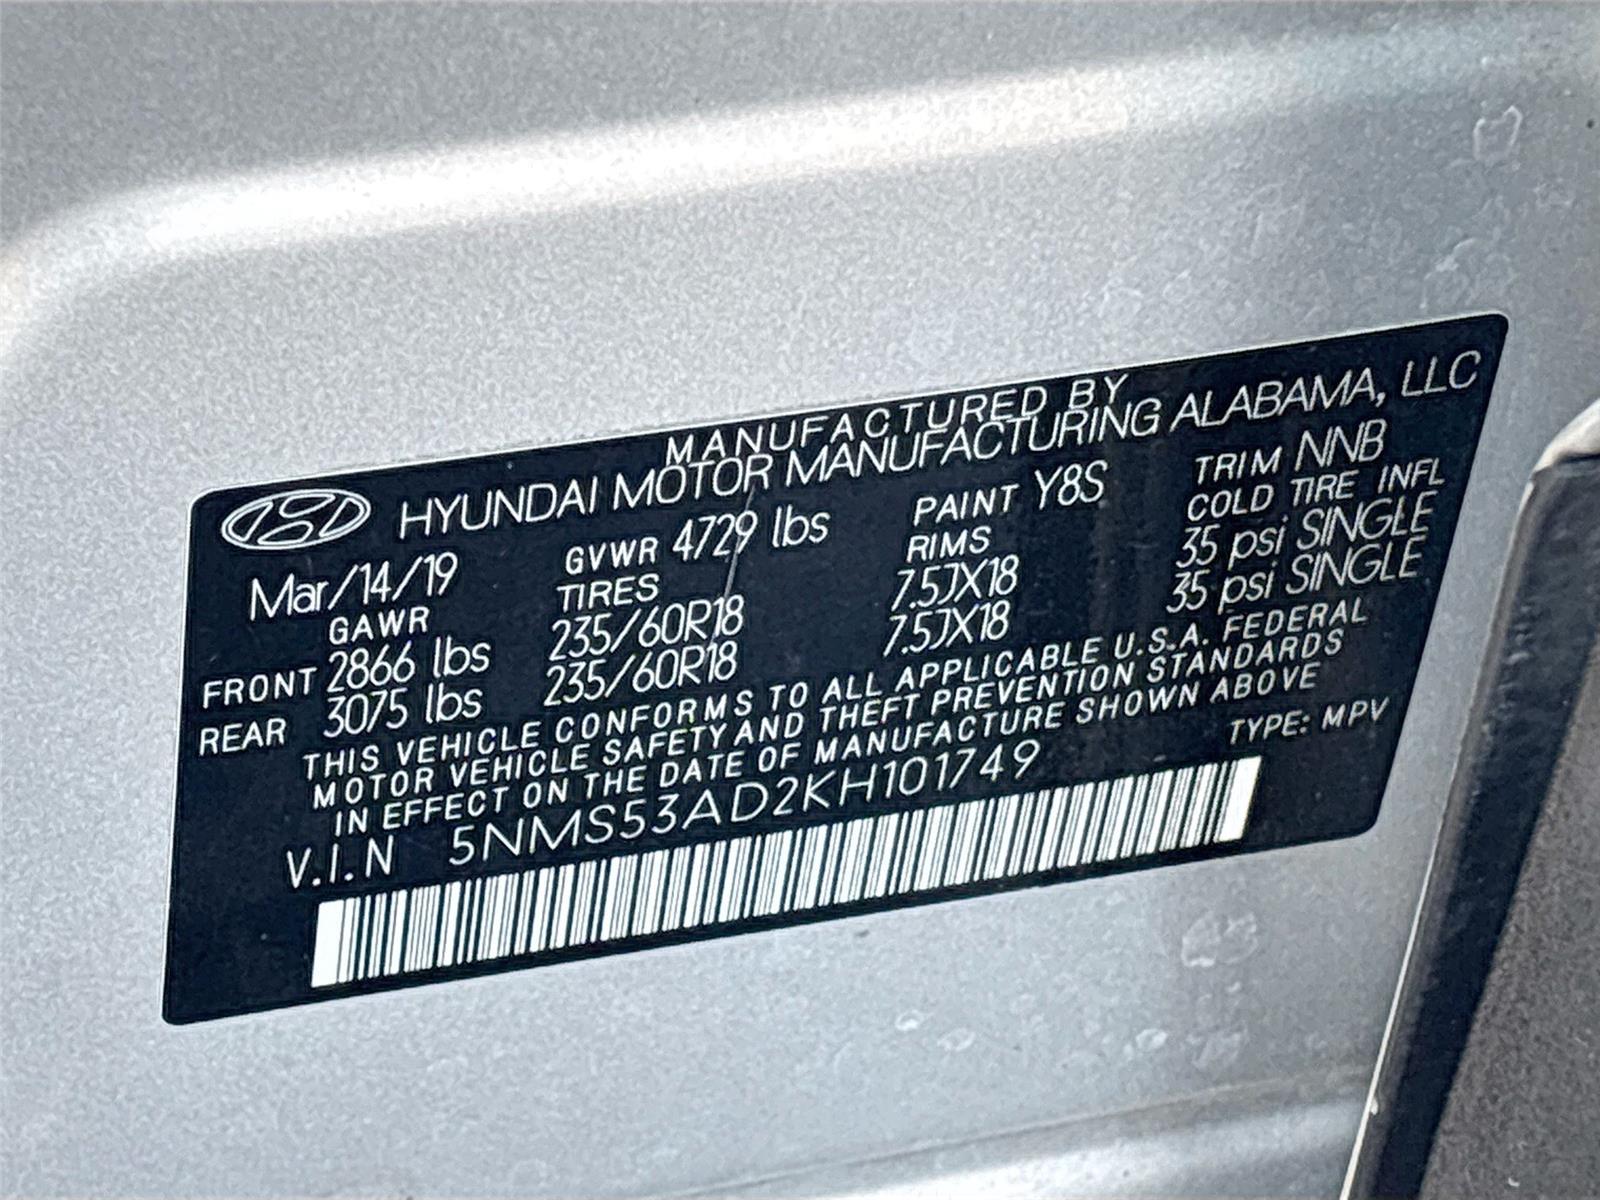 MANUFACTURED BY
HYUNDAI MOTOR MANUFACTURING ALABAMA, LLC
Mar/14/19 GVWR 4729 lbs PAINT Y8S TRIM NNB
GAWR TIRES RIMS COLD TIRE INFL
FRONT 2866 lbs 235/60R18 7.5JX18 35 psi SINGLE
REAR 3075 lbs 235/60R18 7.5JX18 35 psi SINGLE
THIS VEHICLE CONFORMS TO ALL APPLICABLE U.S.A. FEDERAL
MOTOR VEHICLE SAFETY AND THEFT PREVENTION STANDARDS
IN EFFECT ON THE DATE OF MANUFACTURE SHOWN ABOVE
V.I.N 5NMS53AD2KH101749 TYPE: MPV